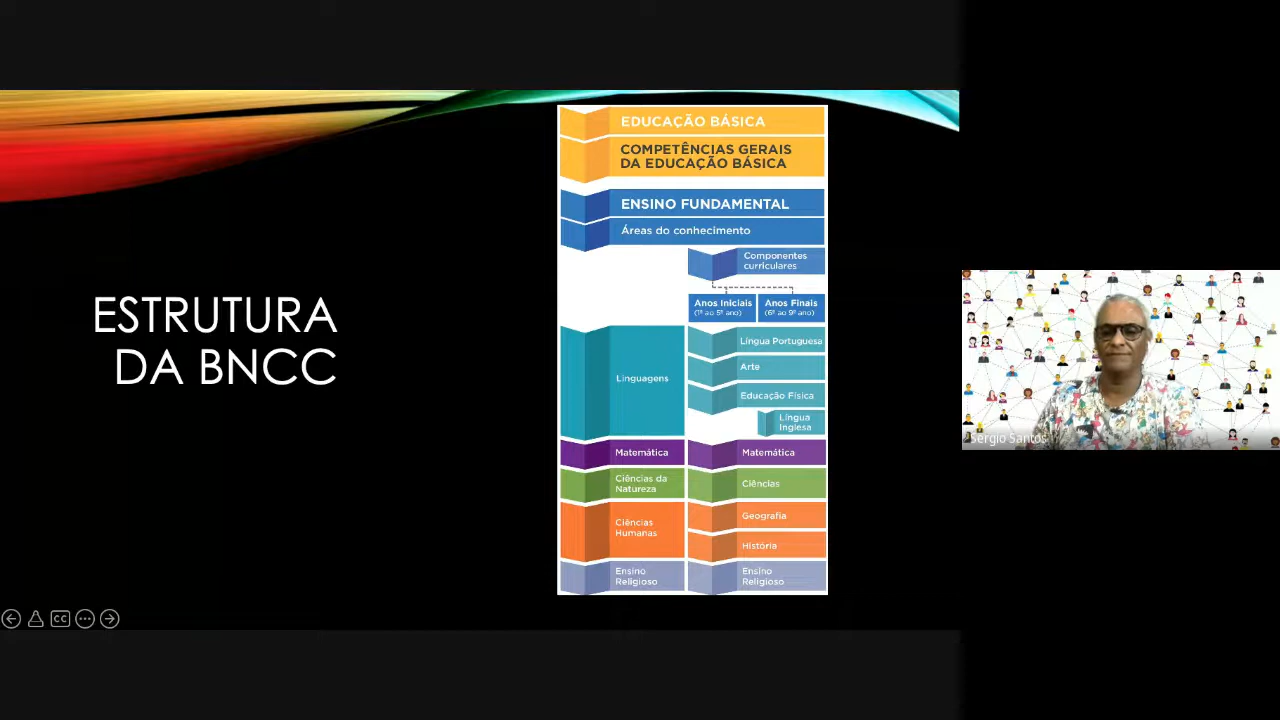 ESTRUTURA
DA BNCC
EDUCAÇÃO BÁSICA
COMPETÊNCIAS GERAIS
DA EDUCAÇÃO BÁSICA
ENSINO FUNDAMENTAL
Áreas do conhecimento
Componentes
curriculares
Anos Iniciais
(1º ao 5º ano)
Anos Finais
(6º ao 9º ano)
Linguagens
Língua Portuguesa
Arte
Educação Física
Língua
Inglesa
Matemática
Matemática
Ciências da
Natureza
Ciências
Ciências
Humanas
Geografia
História
Ensino
Religioso
Ensino
Religioso
CC
Sergio Santos